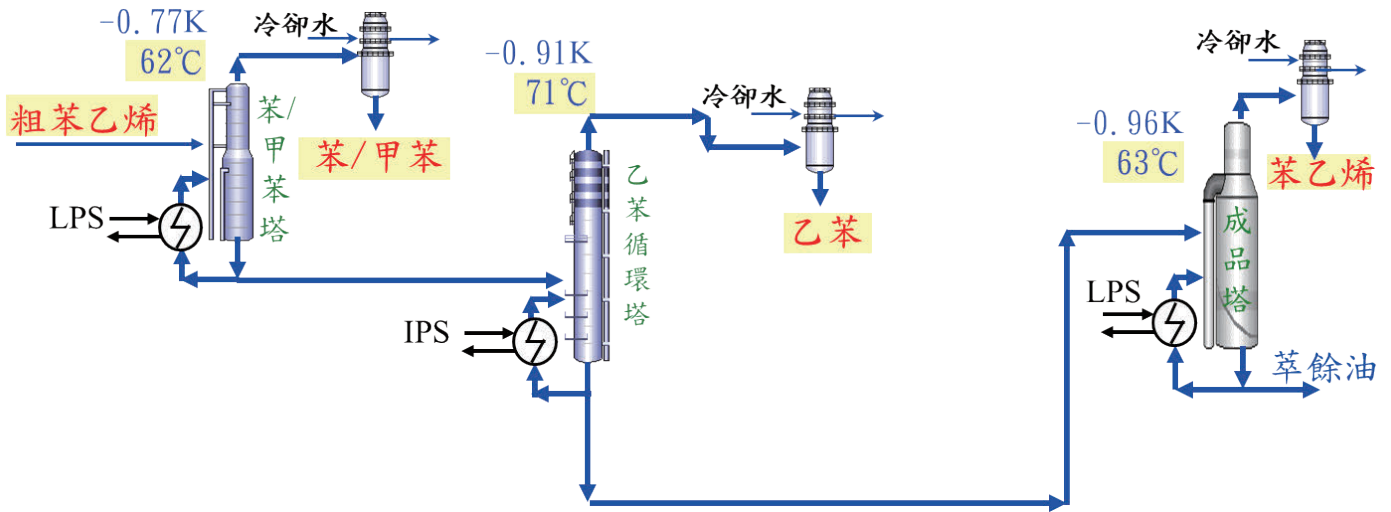 -0.77K
62℃
冷卻水
粗苯乙烯
苯/甲苯塔
苯/甲苯
LPS
-0.91K
71℃
冷卻水
乙苯循環塔
乙苯
IPS
-0.96K
63℃
冷卻水
苯乙烯
成品塔
LPS
萃餘油